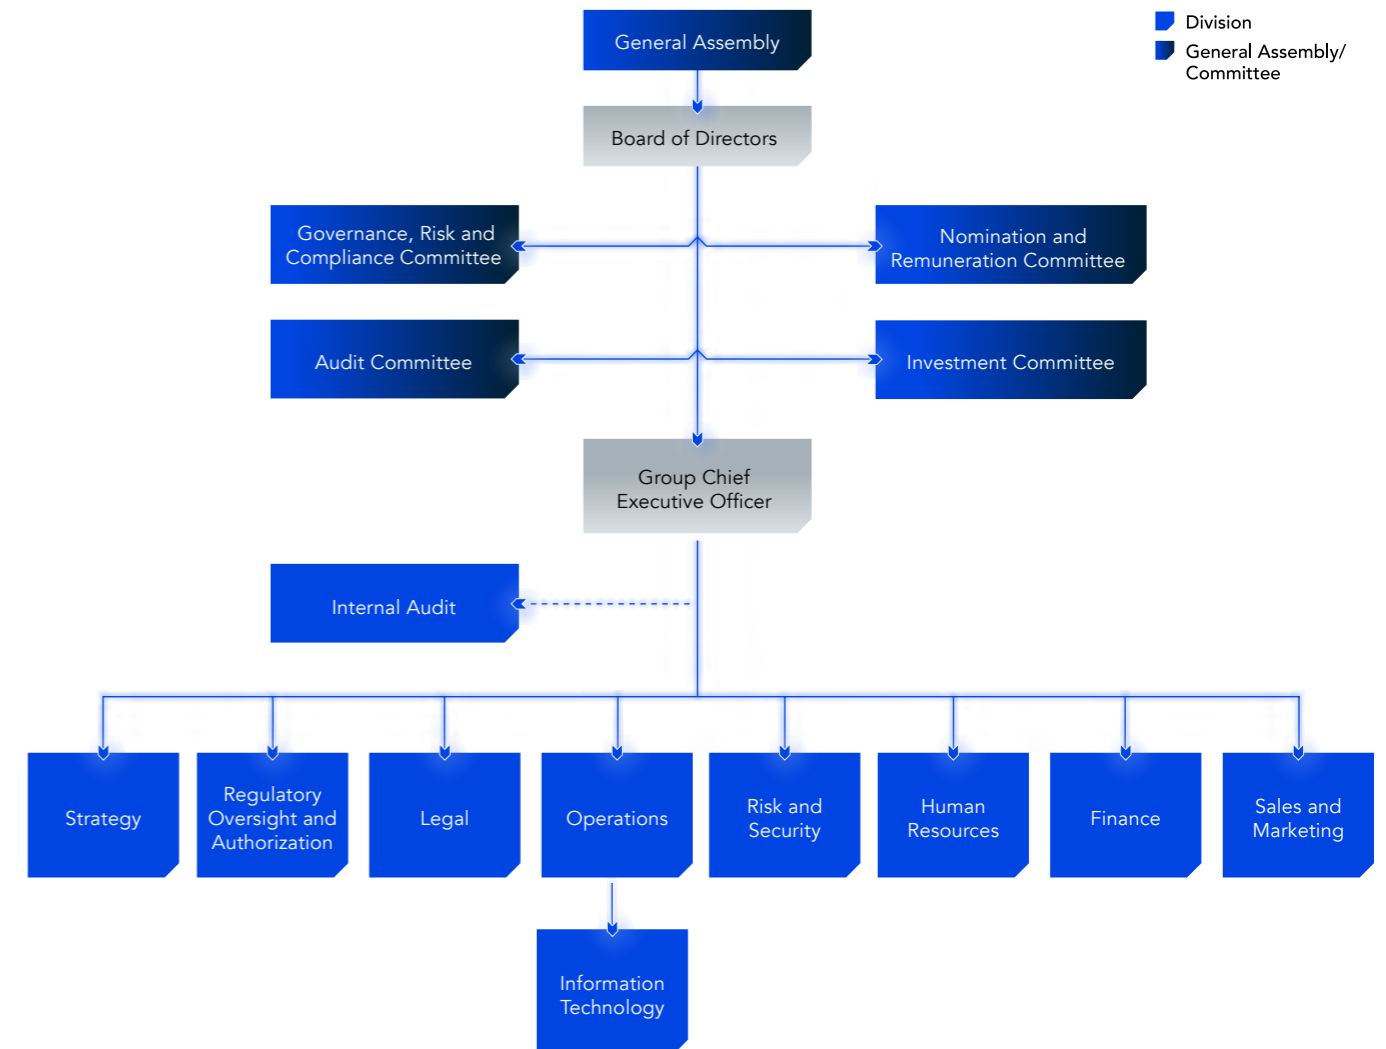 General Assembly
Division
General Assembly/
Committee
Board of Directors
Governance, Risk and
Compliance Committee
Nomination and
Remuneration Committee
Audit Committee
Investment Committee
Group Chief
Executive Officer
Internal Audit
Strategy
Regulatory
Oversight and
Authorization
Legal
Operations
Risk and
Security
Human
Resources
Finance
Sales and
Marketing
Information
Technology